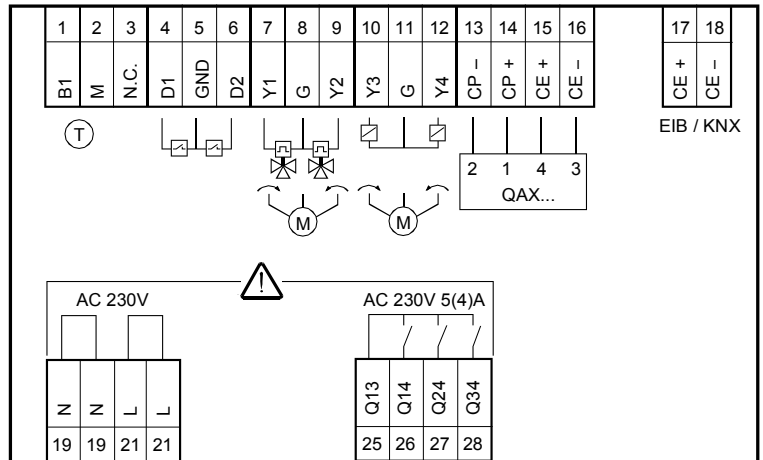 1 2 3 4 5 6 7 8 9 10 11 12 13 14 15 16 17 18
B1 M N.C. D1 GND D2 Y1 G Y2 Y3 G Y4 CP – CP + CE + CE – CE + CE –
T
EIB / KNX
2 1 4 3
QAX...
M M
AC 230V AC 230V 5(4)A
N N L L Q13 Q14 Q24 Q34
19 19 21 21 25 26 27 28